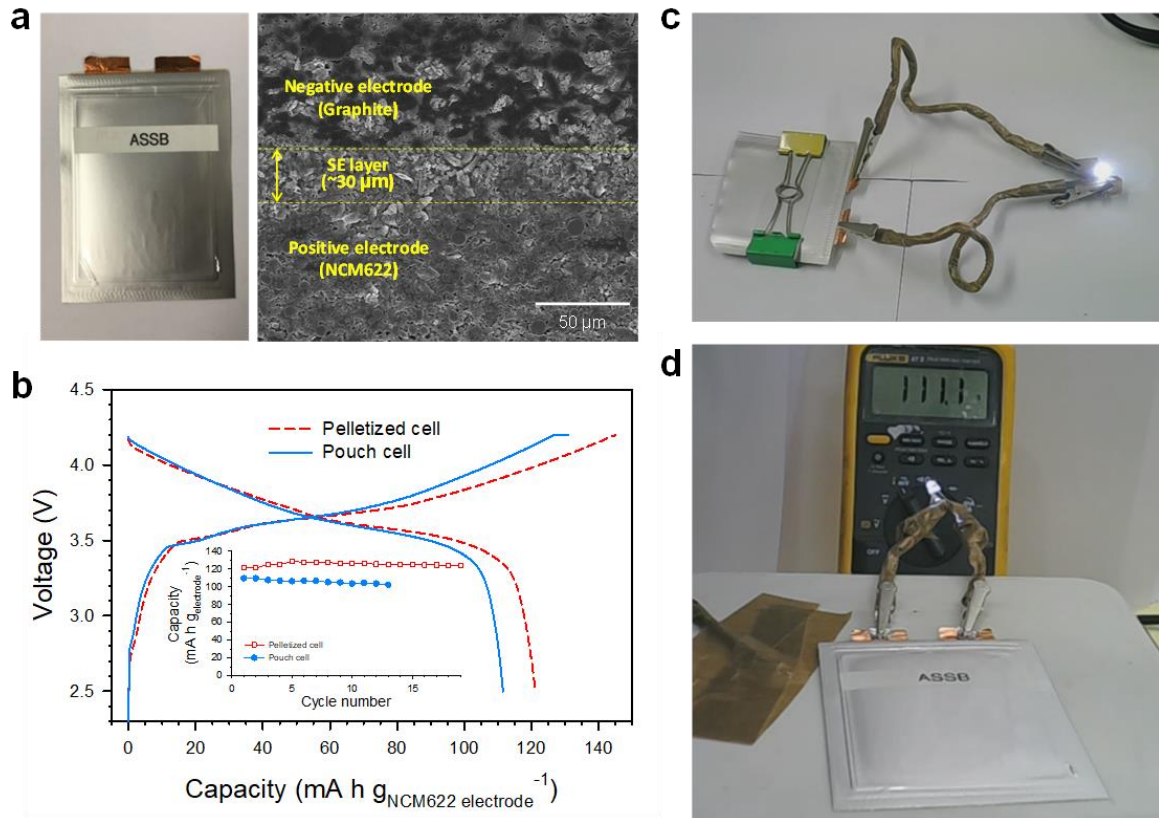 a
ASSB
Negative electrode
(Graphite)
SE layer
(~30 µm)
Positive electrode
(NCM622)
50 µm
b
4.5
4.0
3.5
3.0
2.5
Voltage (V)
Pelletized cell
Pouch cell
140
120
100
80
60
40
20
0
Capacity
(mA h g electrode -1)
Pelletized cell
Pouch cell
0 5 10 15
Cycle number
0 20 40 60 80 100 120 140
Capacity (mA h g NCM622 electrode -1)
c
d
FLUKE
111.1
OFF
V
ASSB